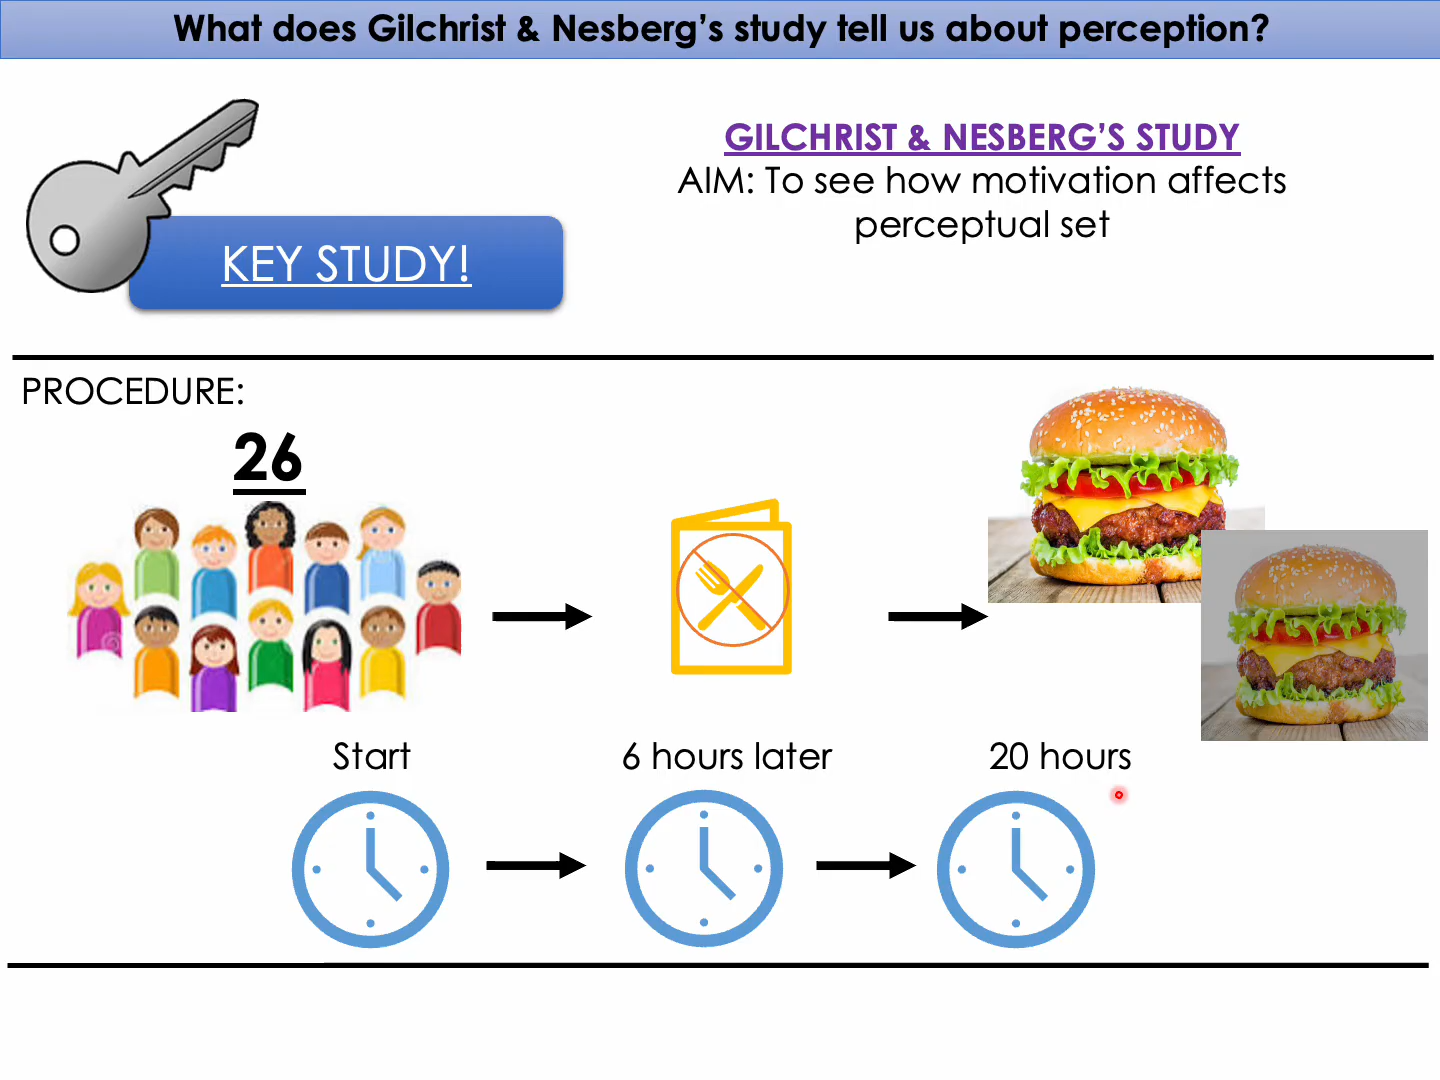 What does Gilchrist & Nesberg’s study tell us about perception?
KEY STUDY!
GILCHRIST & NESBERG’S STUDY
AIM: To see how motivation affects
perceptual set
PROCEDURE:
26
Start
6 hours later
20 hours